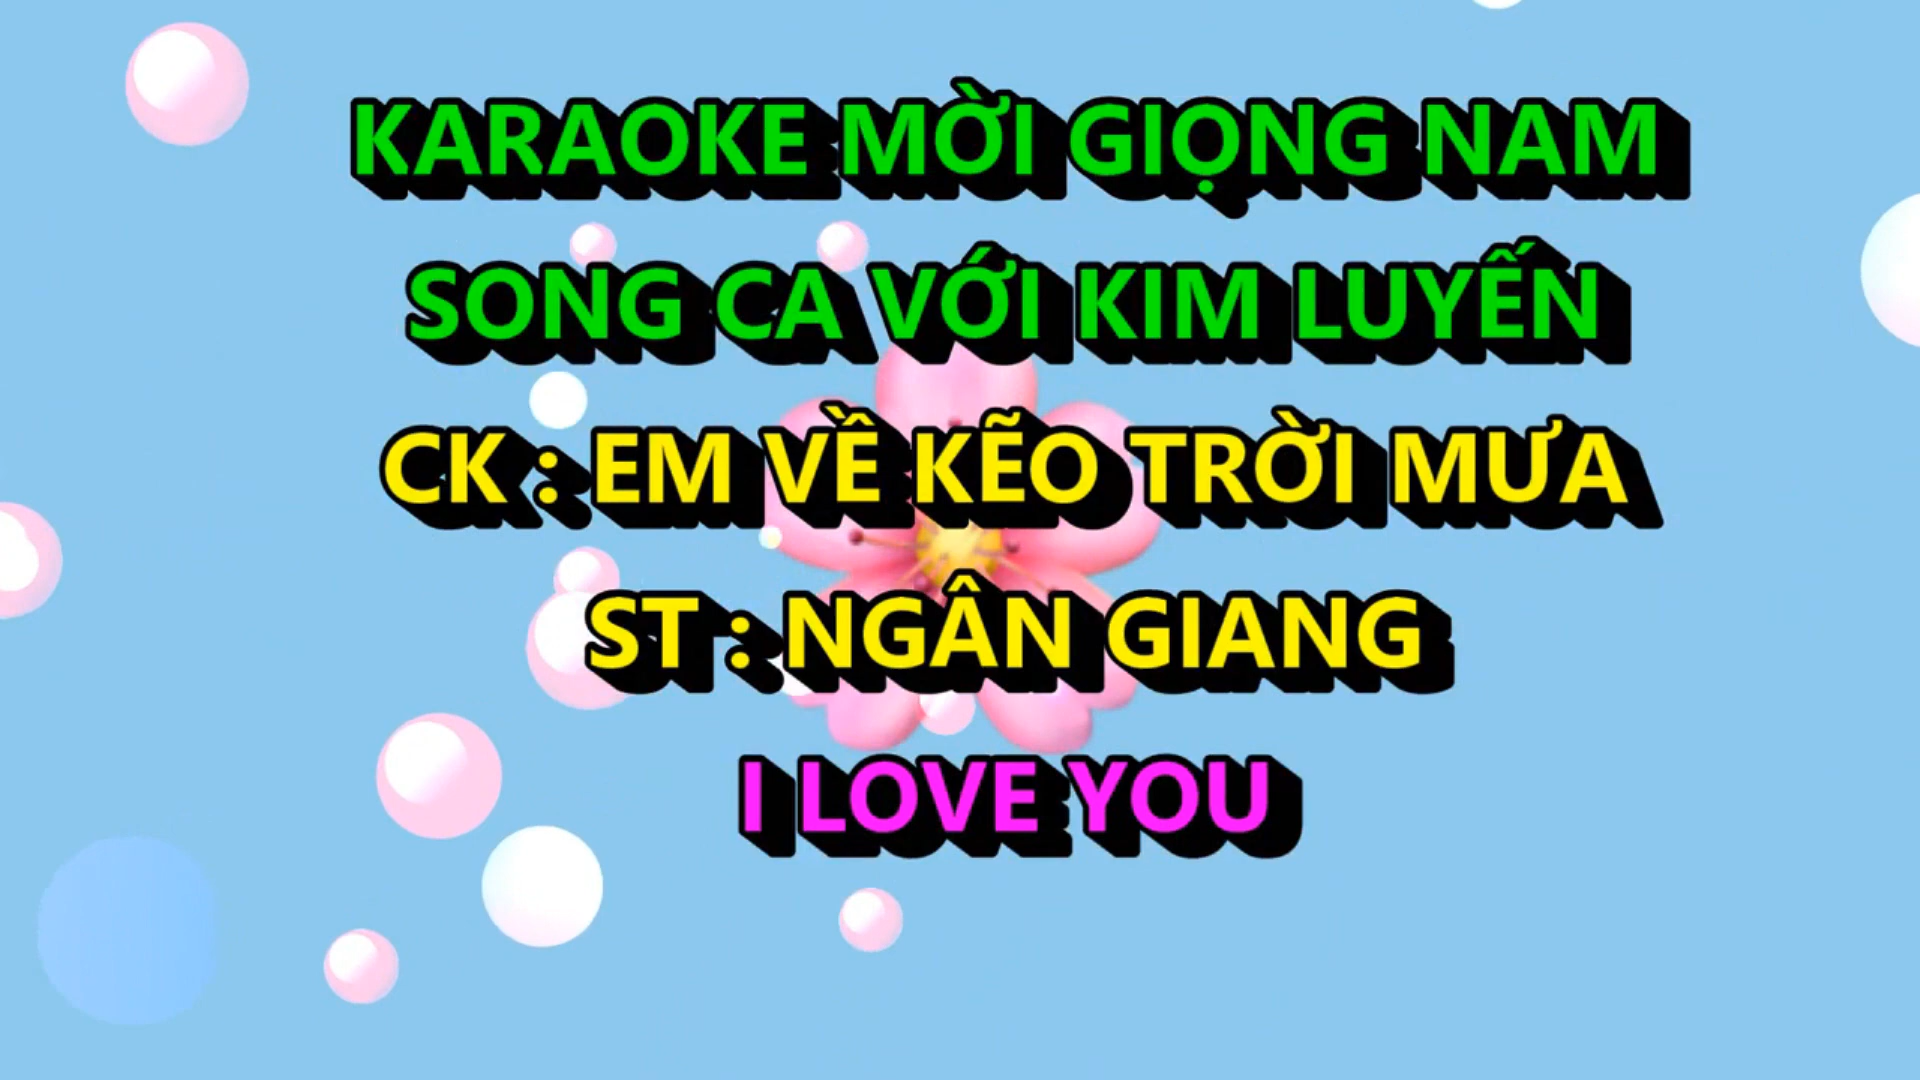 KARAOKE MỜI GIỌNG NAM
SONG CA VỚI KIM LUYẾN
CK : EM VỀ KẼO TRỜI MƯA
ST : NGÂN GIANG
I LOVE YOU